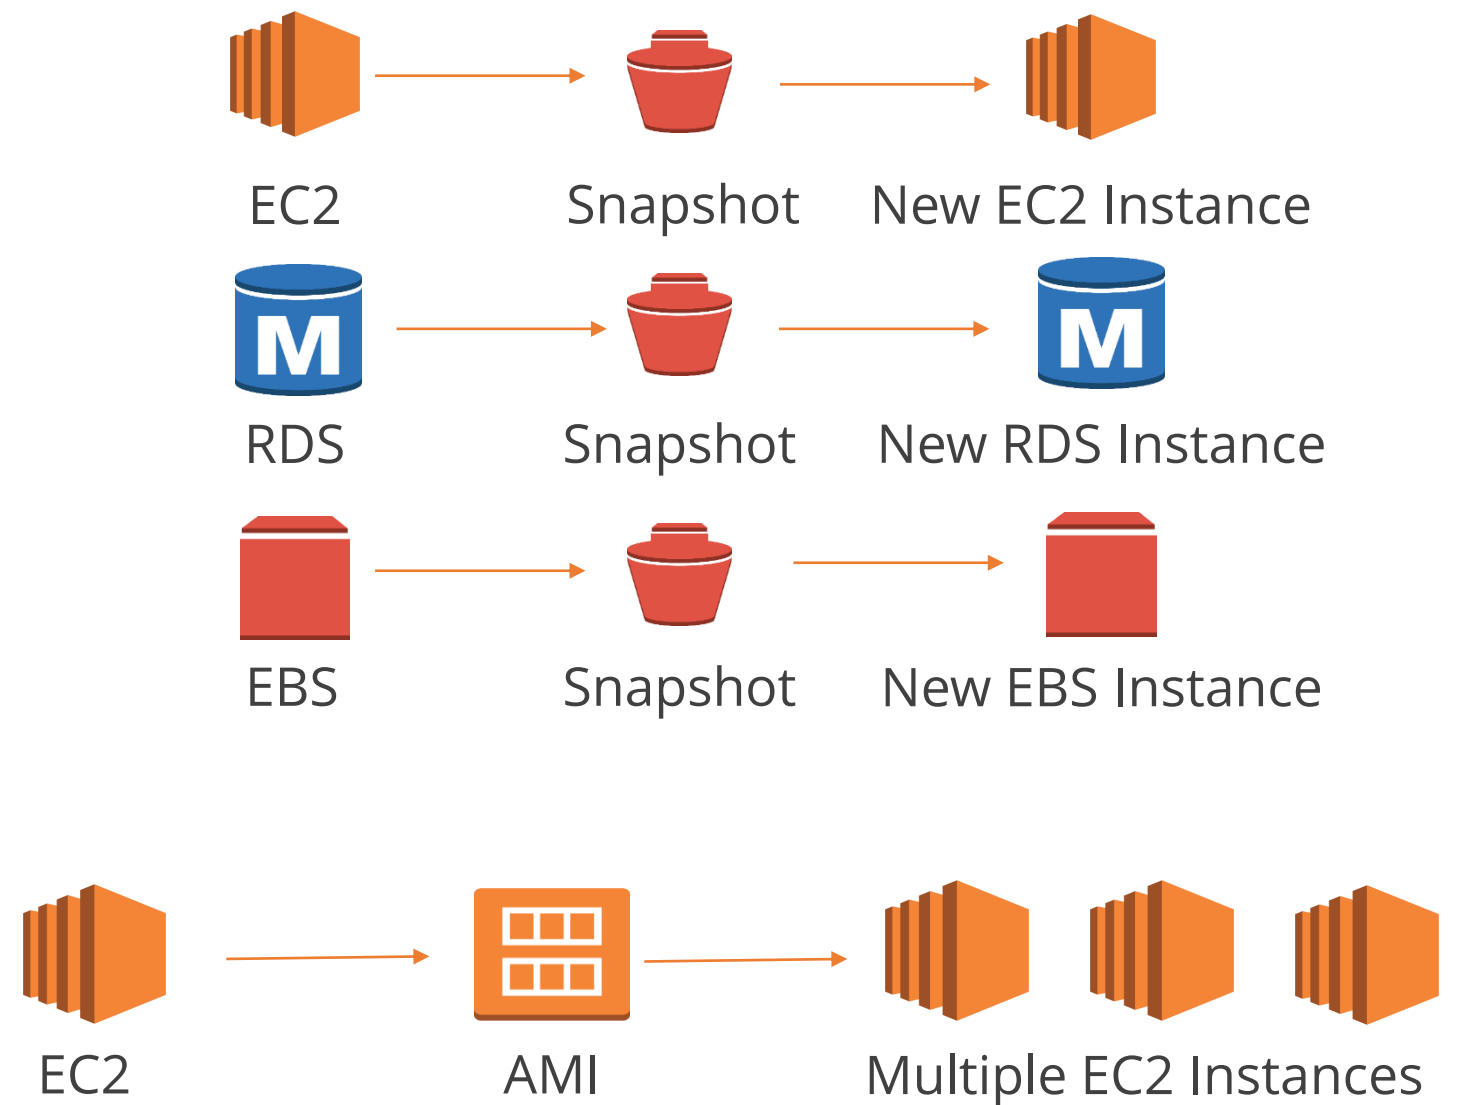 EC2 Snapshot New EC2 Instance
M M
RDS Snapshot New RDS Instance
EBS Snapshot New EBS Instance
EC2 AMI Multiple EC2 Instances